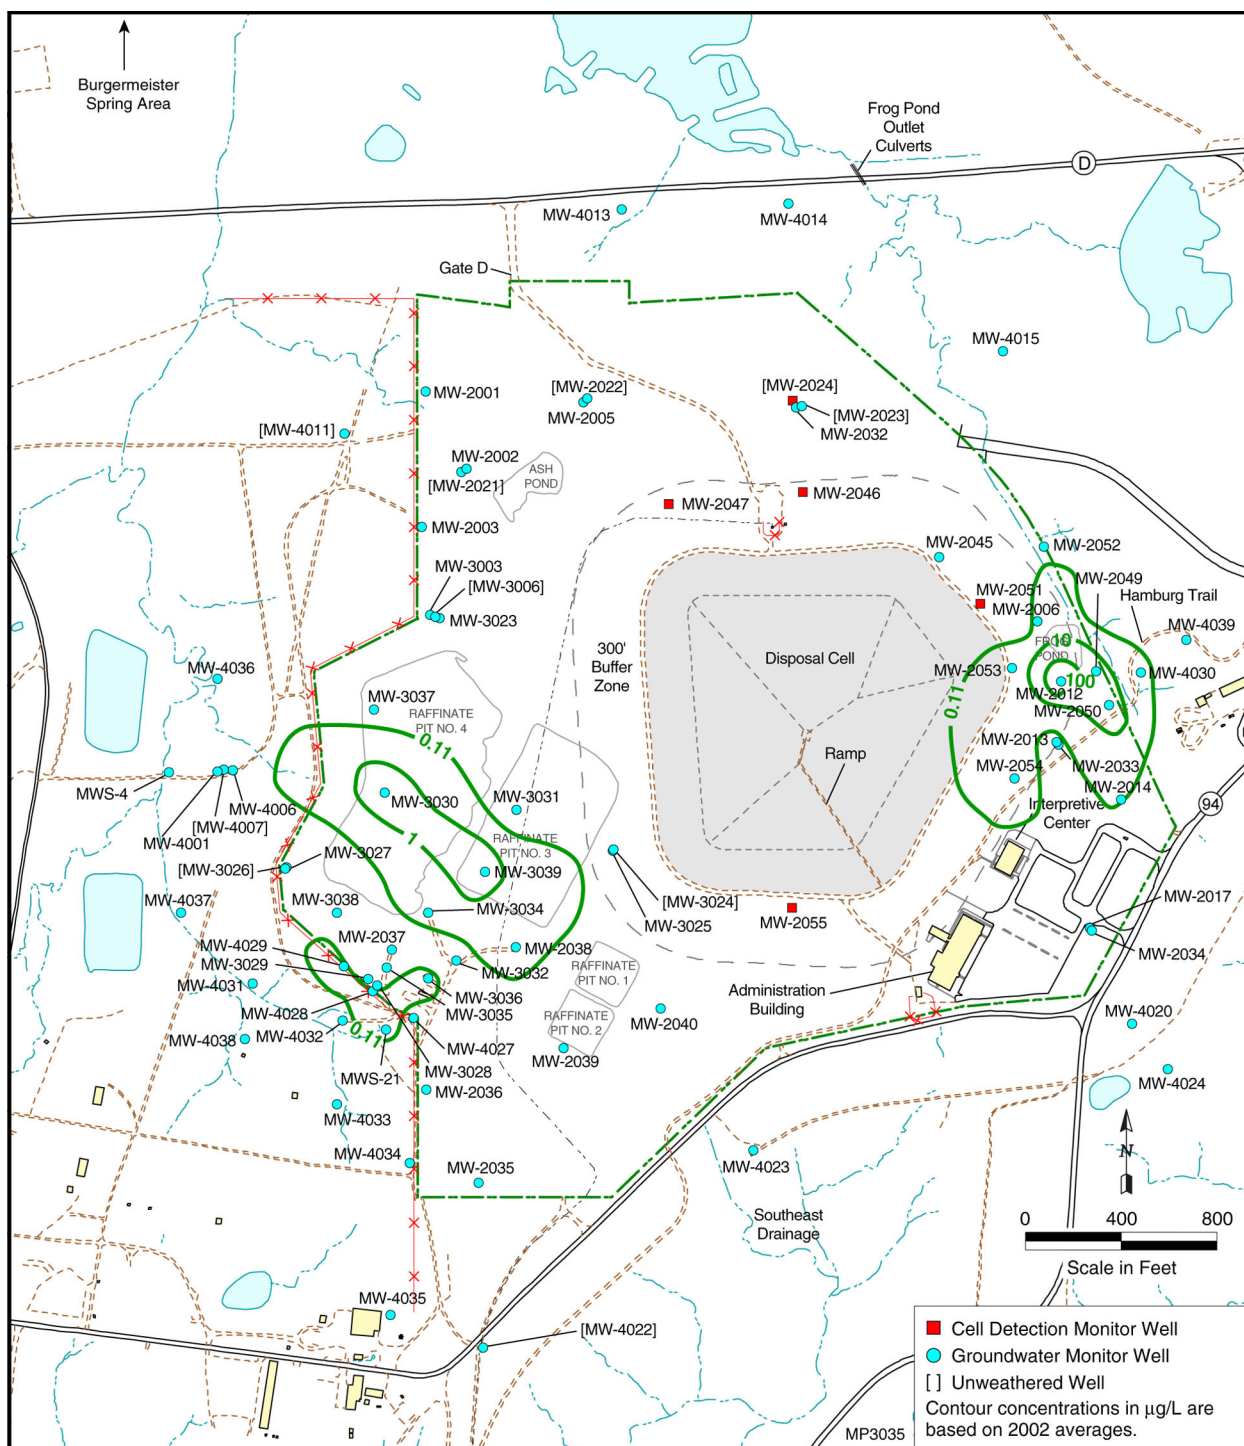 Burgermeister
Spring Area
Frog Pond
Outlet
Culverts
D
MW-4013
MW-4014
Gate D
MW-4015
MW-2001
[MW-2022]
MW-2005
[MW-2024]
[MW-2023]
MW-2032
[MW-4011]
MW-2002
[MW-2021]
ASH
POND
MW-2047
MW-2046
MW-2003
MW-2045
MW-2052
MW-3003
[MW-3006]
MW-3023
MW-2049
MW-2051
MW-2006
Hamburg Trail
MW-4039
10
FROG
POND
300'
Buffer
Zone
Disposal Cell
MW-2053
MW-4030
100
MW-2012
MW-2050
0.11
MW-4036
MW-3037
RAFFINATE
PIT NO. 4
0.11
MW-2013
MW-2033
MW-2054
MW-2014
Ramp
MWS-4
MW-4006
[MW-4007]
MW-4001
MW-3030
MW-3031
1
RAFFINATE
PIT NO. 3
Interpretive
Center
94
MW-3027
[MW-3026]
MW-3039
MW-4037
MW-3038
MW-3034
[MW-3024]
MW-3025
MW-2055
MW-2017
MW-2034
MW-4029
MW-2037
MW-2038
MW-3029
MW-3032
MW-4031
MW-3036
MW-3035
RAFFINATE
PIT NO. 1
Administration
Building
MW-4028
MW-4032
0.11
MW-4038
MW-4027
MW-3028
MWS-21
RAFFINATE
PIT NO. 2
MW-2040
MW-2039
MW-4020
MW-2036
MW-4024
MW-4033
MW-4034
MW-2035
MW-4023
N
Southeast
Drainage
0 400 800
Scale in Feet
MW-4035
[MW-4022]
Cell Detection Monitor Well
Groundwater Monitor Well
[ ] Unweathered Well
Contour concentrations in µg/L are
based on 2002 averages.
MP3035